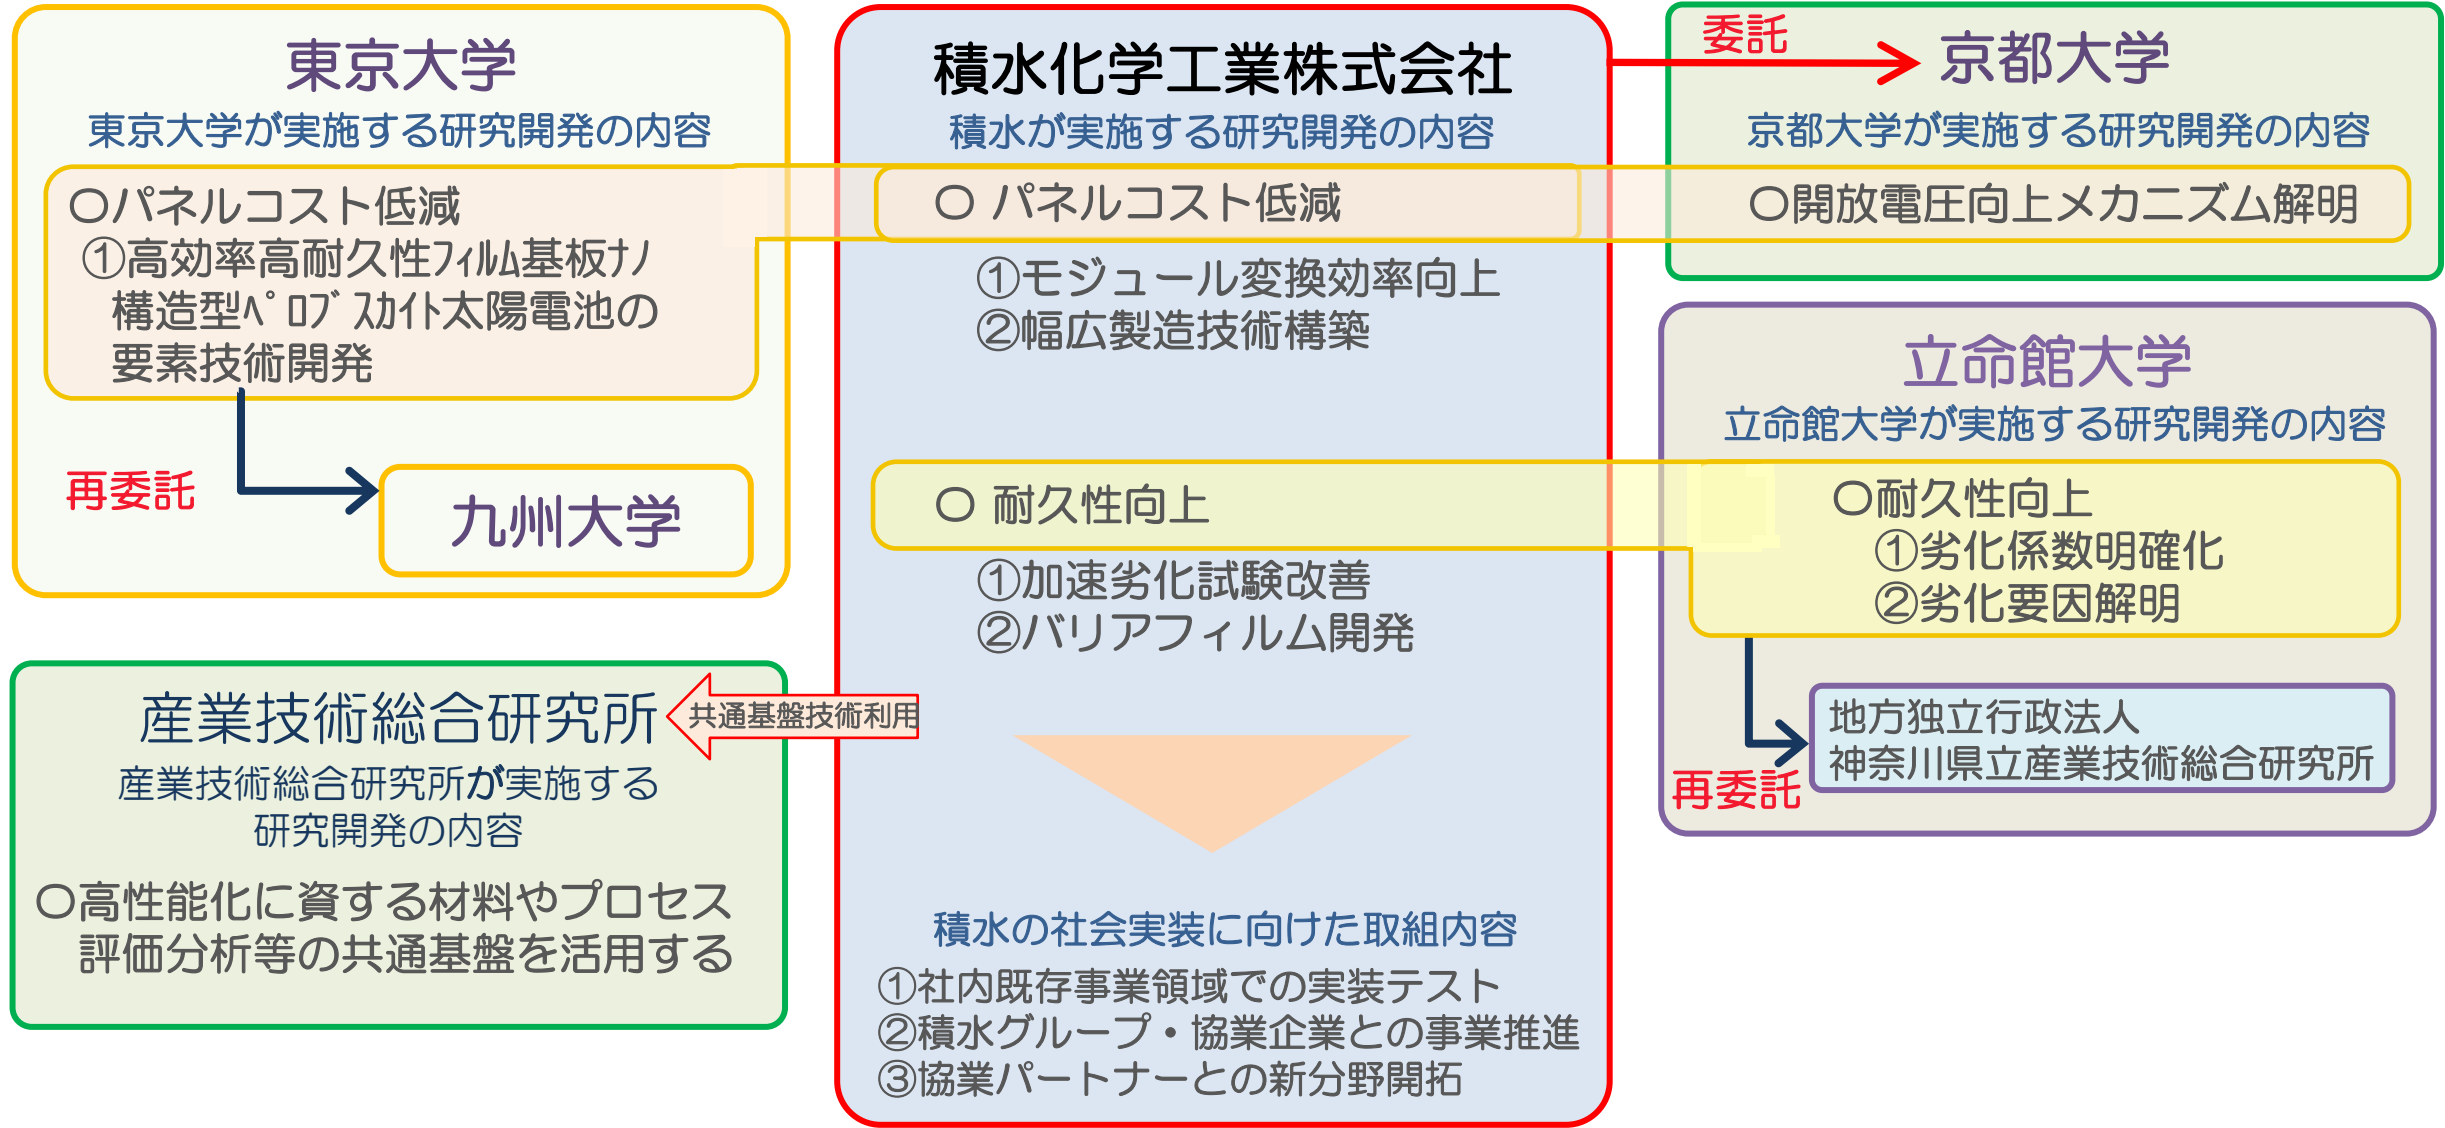 東京大学
東京大学が実施する研究開発の内容
〇パネルコスト低減
①高効率高耐久性ﾌｨﾙﾑ基板ﾅﾉ
構造型ﾍﾟﾛﾌﾞｽｶｲﾄ太陽電池の
要素技術開発
再委託
九州大学
産業技術総合研究所
産業技術総合研究所が実施する
研究開発の内容
〇高性能化に資する材料やプロセス
評価分析等の共通基盤を活用する
共通基盤技術利用
積水化学工業株式会社
積水が実施する研究開発の内容
〇 パネルコスト低減
①モジュール変換効率向上
②幅広製造技術構築
〇 耐久性向上
①加速劣化試験改善
②バリアフィルム開発
積水の社会実装に向けた取組内容
①社内既存事業領域での実装テスト
②積水グループ・協業企業との事業推進
③協業パートナーとの新分野開拓
委託
京都大学
京都大学が実施する研究開発の内容
〇開放電圧向上メカニズム解明
立命館大学
立命館大学が実施する研究開発の内容
〇耐久性向上
①劣化係数明確化
②劣化要因解明
再委託
地方独立行政法人
神奈川県立産業技術総合研究所